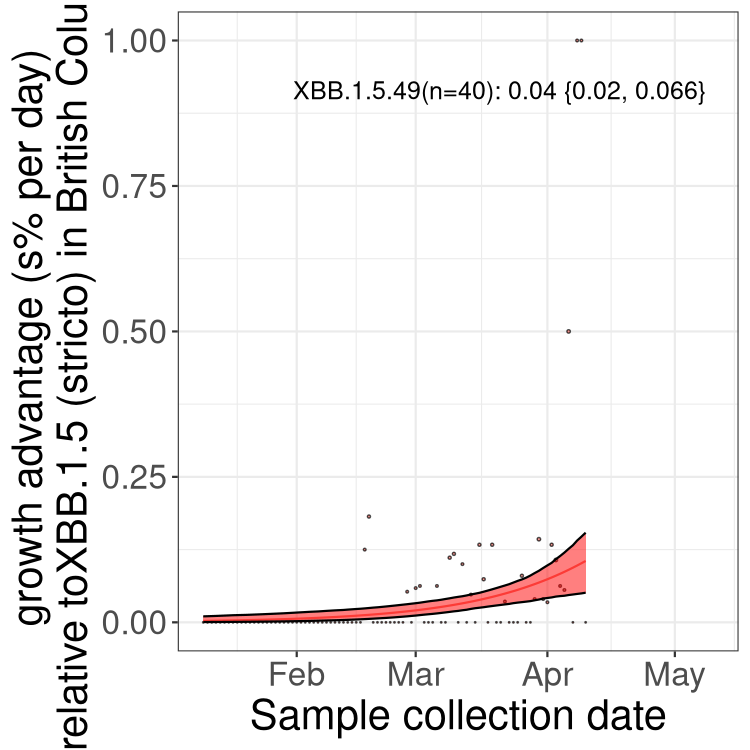 growth advantage (s% per day)
relative toXBB.1.5 (stricto) in British Colu
1.00
0.75
0.50
0.25
0.00
XBB.1.5.49(n=40): 0.04 {0.02, 0.066}
Feb Mar Apr May
Sample collection date